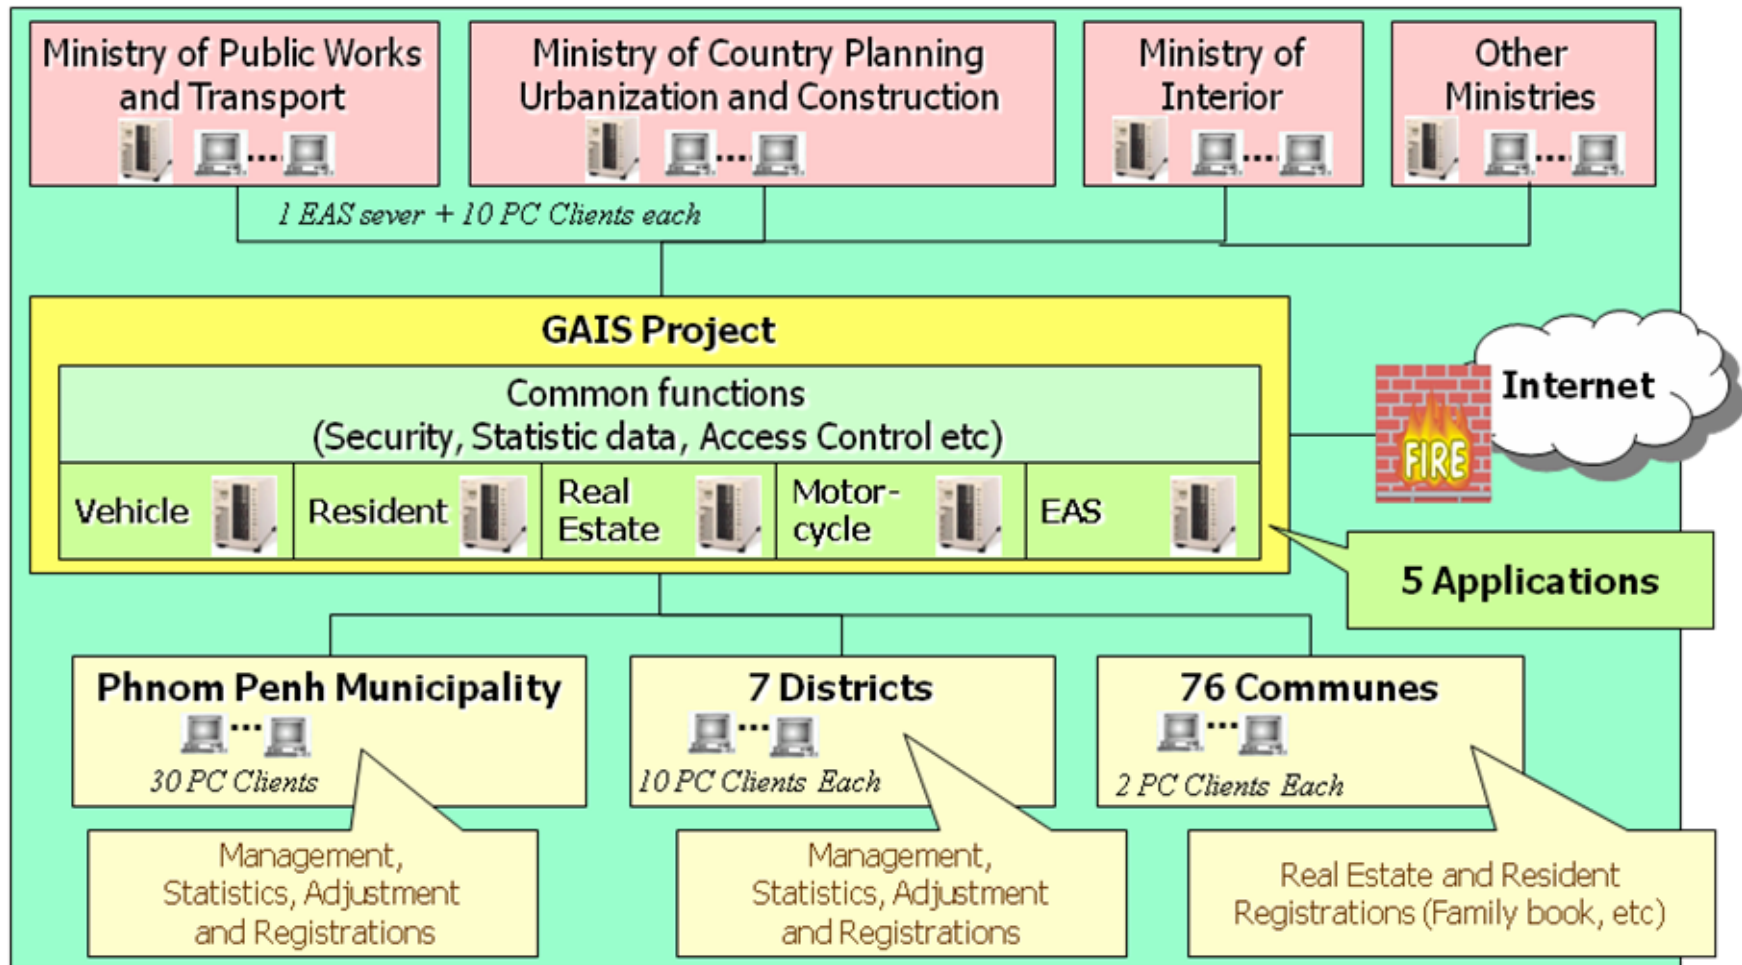 Ministry of Public Works
and Transport
Ministry of Country Planning
Urbanization and Construction
Ministry of
Interior
Other
Ministries
1 EAS sever + 10 PC Clients each
GAIS Project
Common functions
(Security, Statistic data, Access Control etc)
Vehicle
Resident
Real
Estate
Motor-
cycle
EAS
FIRE
Internet
5 Applications
Phnom Penh Municipality
30 PC Clients
7 Districts
10 PC Clients Each
76 Communes
2 PC Clients Each
Management,
Statistics, Adjustment
and Registrations
Management,
Statistics, Adjustment
and Registrations
Real Estate and Resident
Registrations (Family book, etc)